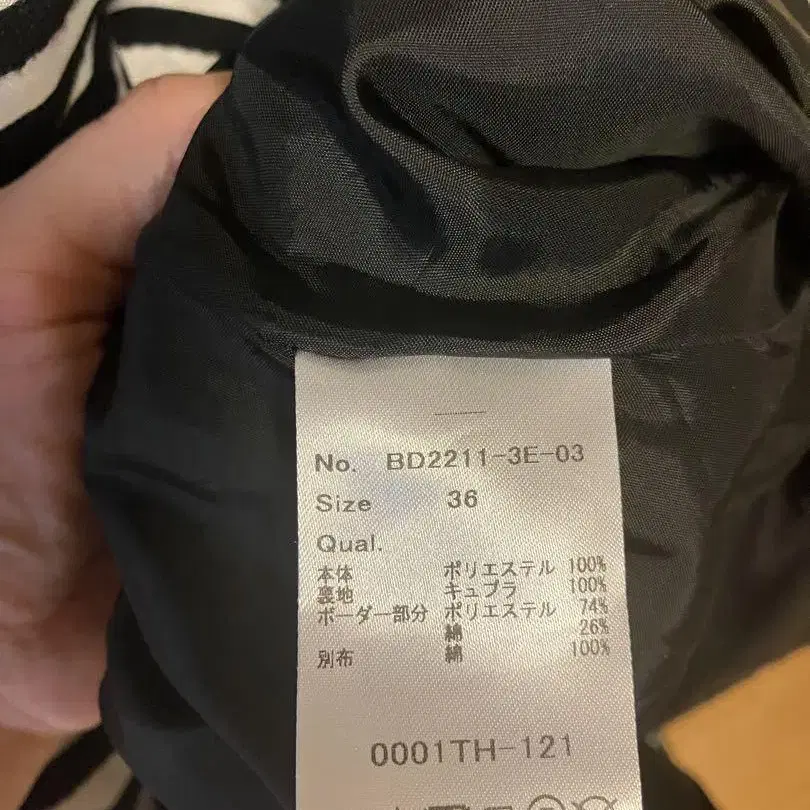 No. BD2211-3E-03
Size 36
Qual.
本体 ポリエステル 100%
裏地 キュプラ 100%
ボーダー部分 ポリエステル 74%
綿 26%
別布 綿 100%
0001TH-121